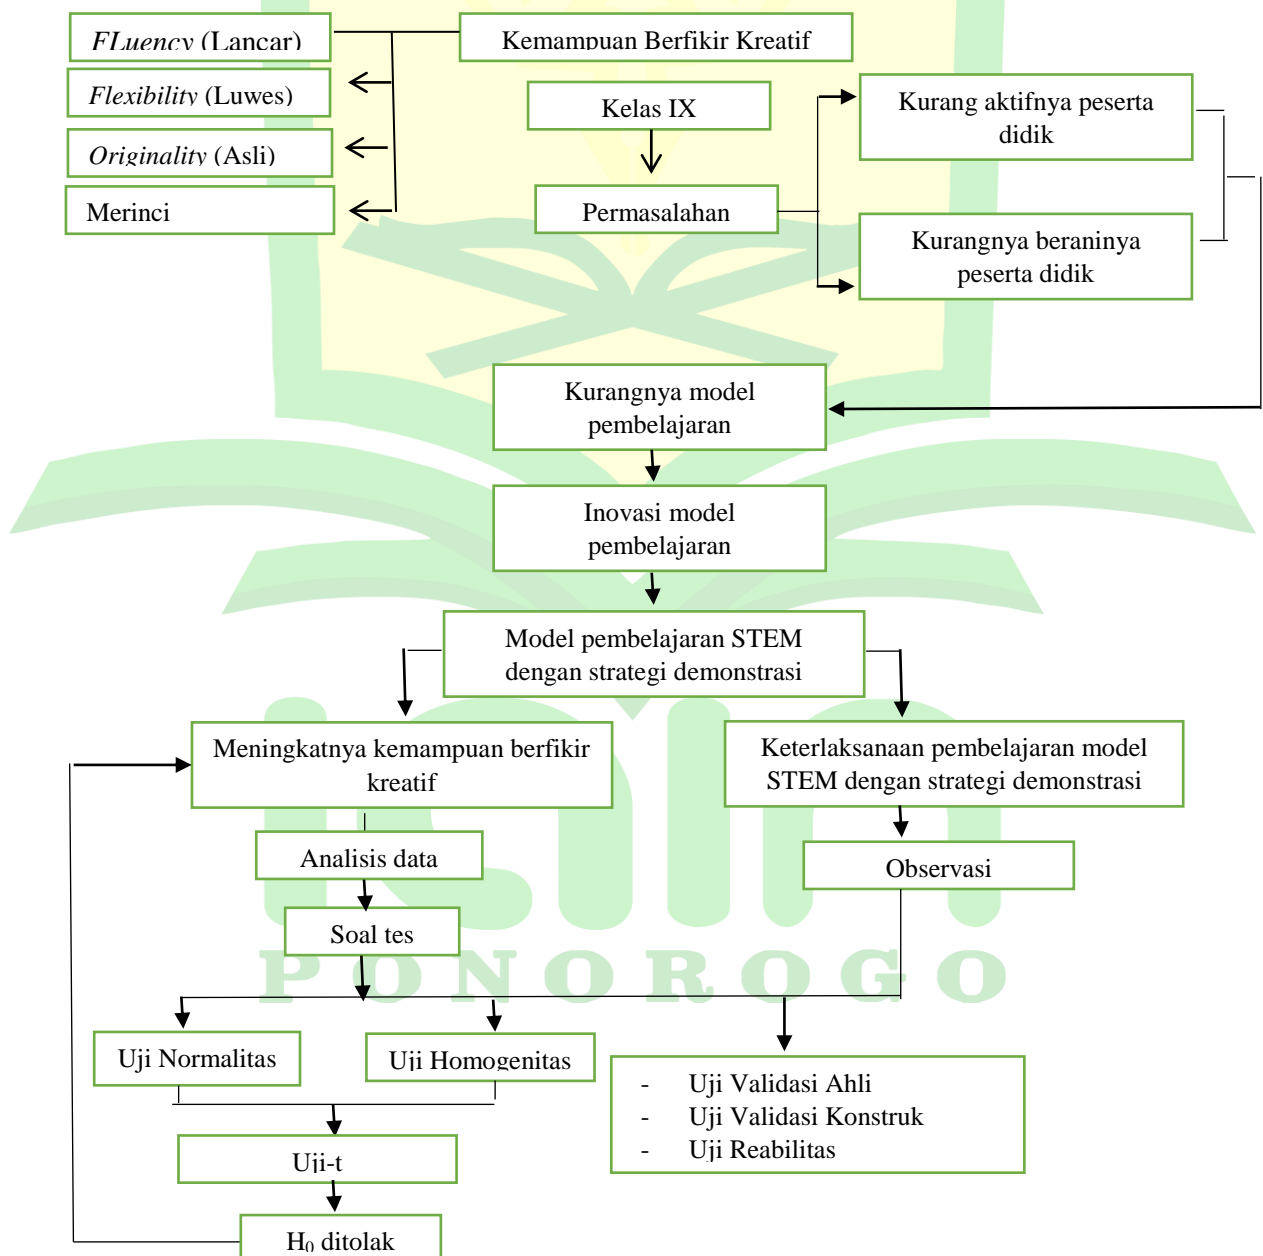 FLuency (Lancar)
Kemampuan Berfikir Kreatif
Flexibility (Luwes)
Originality (Asli)
Merinci
Kelas IX
Permasalahan
Kurang aktifnya peserta
didik
Kurangnya beraninya
peserta didik
Kurangnya model
pembelajaran
Inovasi model
pembelajaran
Model pembelajaran STEM
dengan strategi demonstrasi
Meningkatnya kemampuan berfikir
kreatif
Keterlaksanaan pembelajaran model
STEM dengan strategi demonstrasi
Analisis data
Observasi
Soal tes
iain
PONOROGO
Uji Normalitas
Uji Homogenitas
- Uji Validasi Ahli
- Uji Validasi Konstruk
- Uji Reabilitas
Uji-t
H₀ ditolak